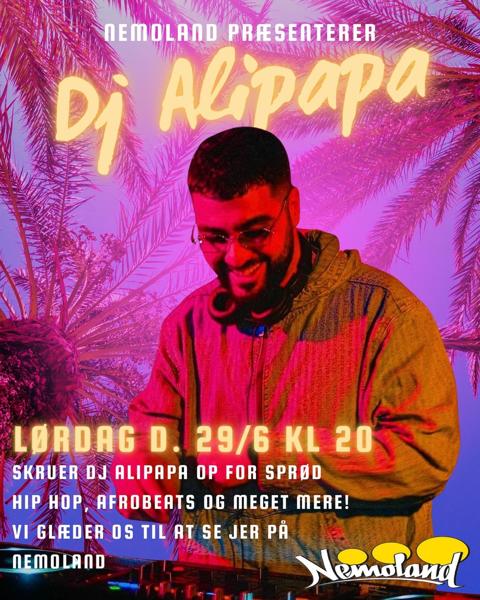 NEMOLAND PRÆSENTERER
Dj Alipapa
LØRDAG D. 29/6 KL 20
SKRUER DJ ALIPAPA OP FOR SPRØD
HIP HOP, AFROBEATS OG MEGET MERE!
VI GLÆDER OS TIL AT SE JER PÅ
NEMOLAND
Nemoland